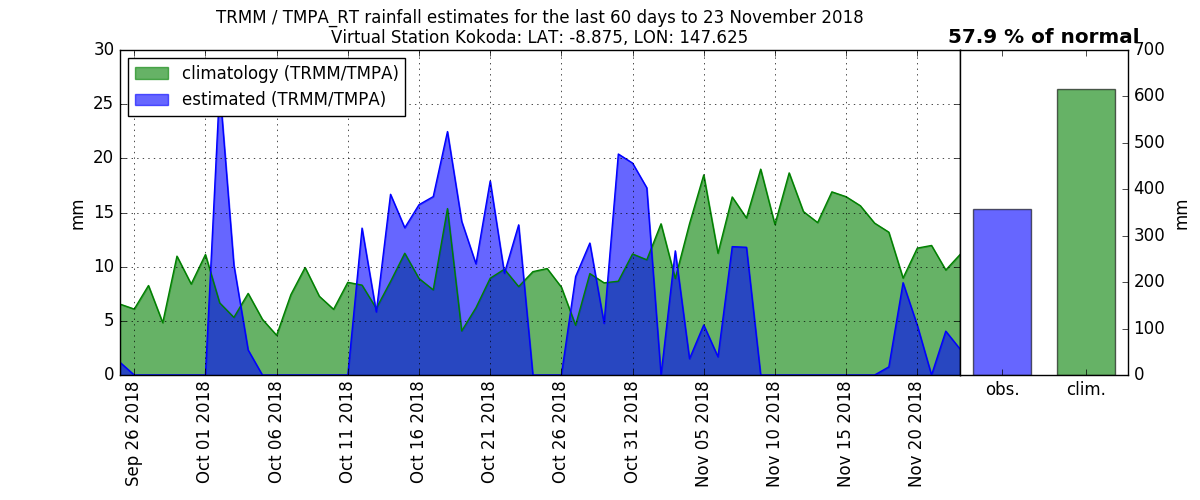 TRMM / TMPA_RT rainfall estimates for the last 60 days to 23 November 2018
Virtual Station Kokoda: LAT: -8.875, LON: 147.625
57.9 % of normal
climatology (TRMM/TMPA)
estimated (TRMM/TMPA)
30
25
20
15
10
5
0
mm
Sep 26 2018
Oct 01 2018
Oct 06 2018
Oct 11 2018
Oct 16 2018
Oct 21 2018
Oct 26 2018
Oct 31 2018
Nov 05 2018
Nov 10 2018
Nov 15 2018
Nov 20 2018
obs.
clim.
700
600
500
400
300
200
100
0
mm